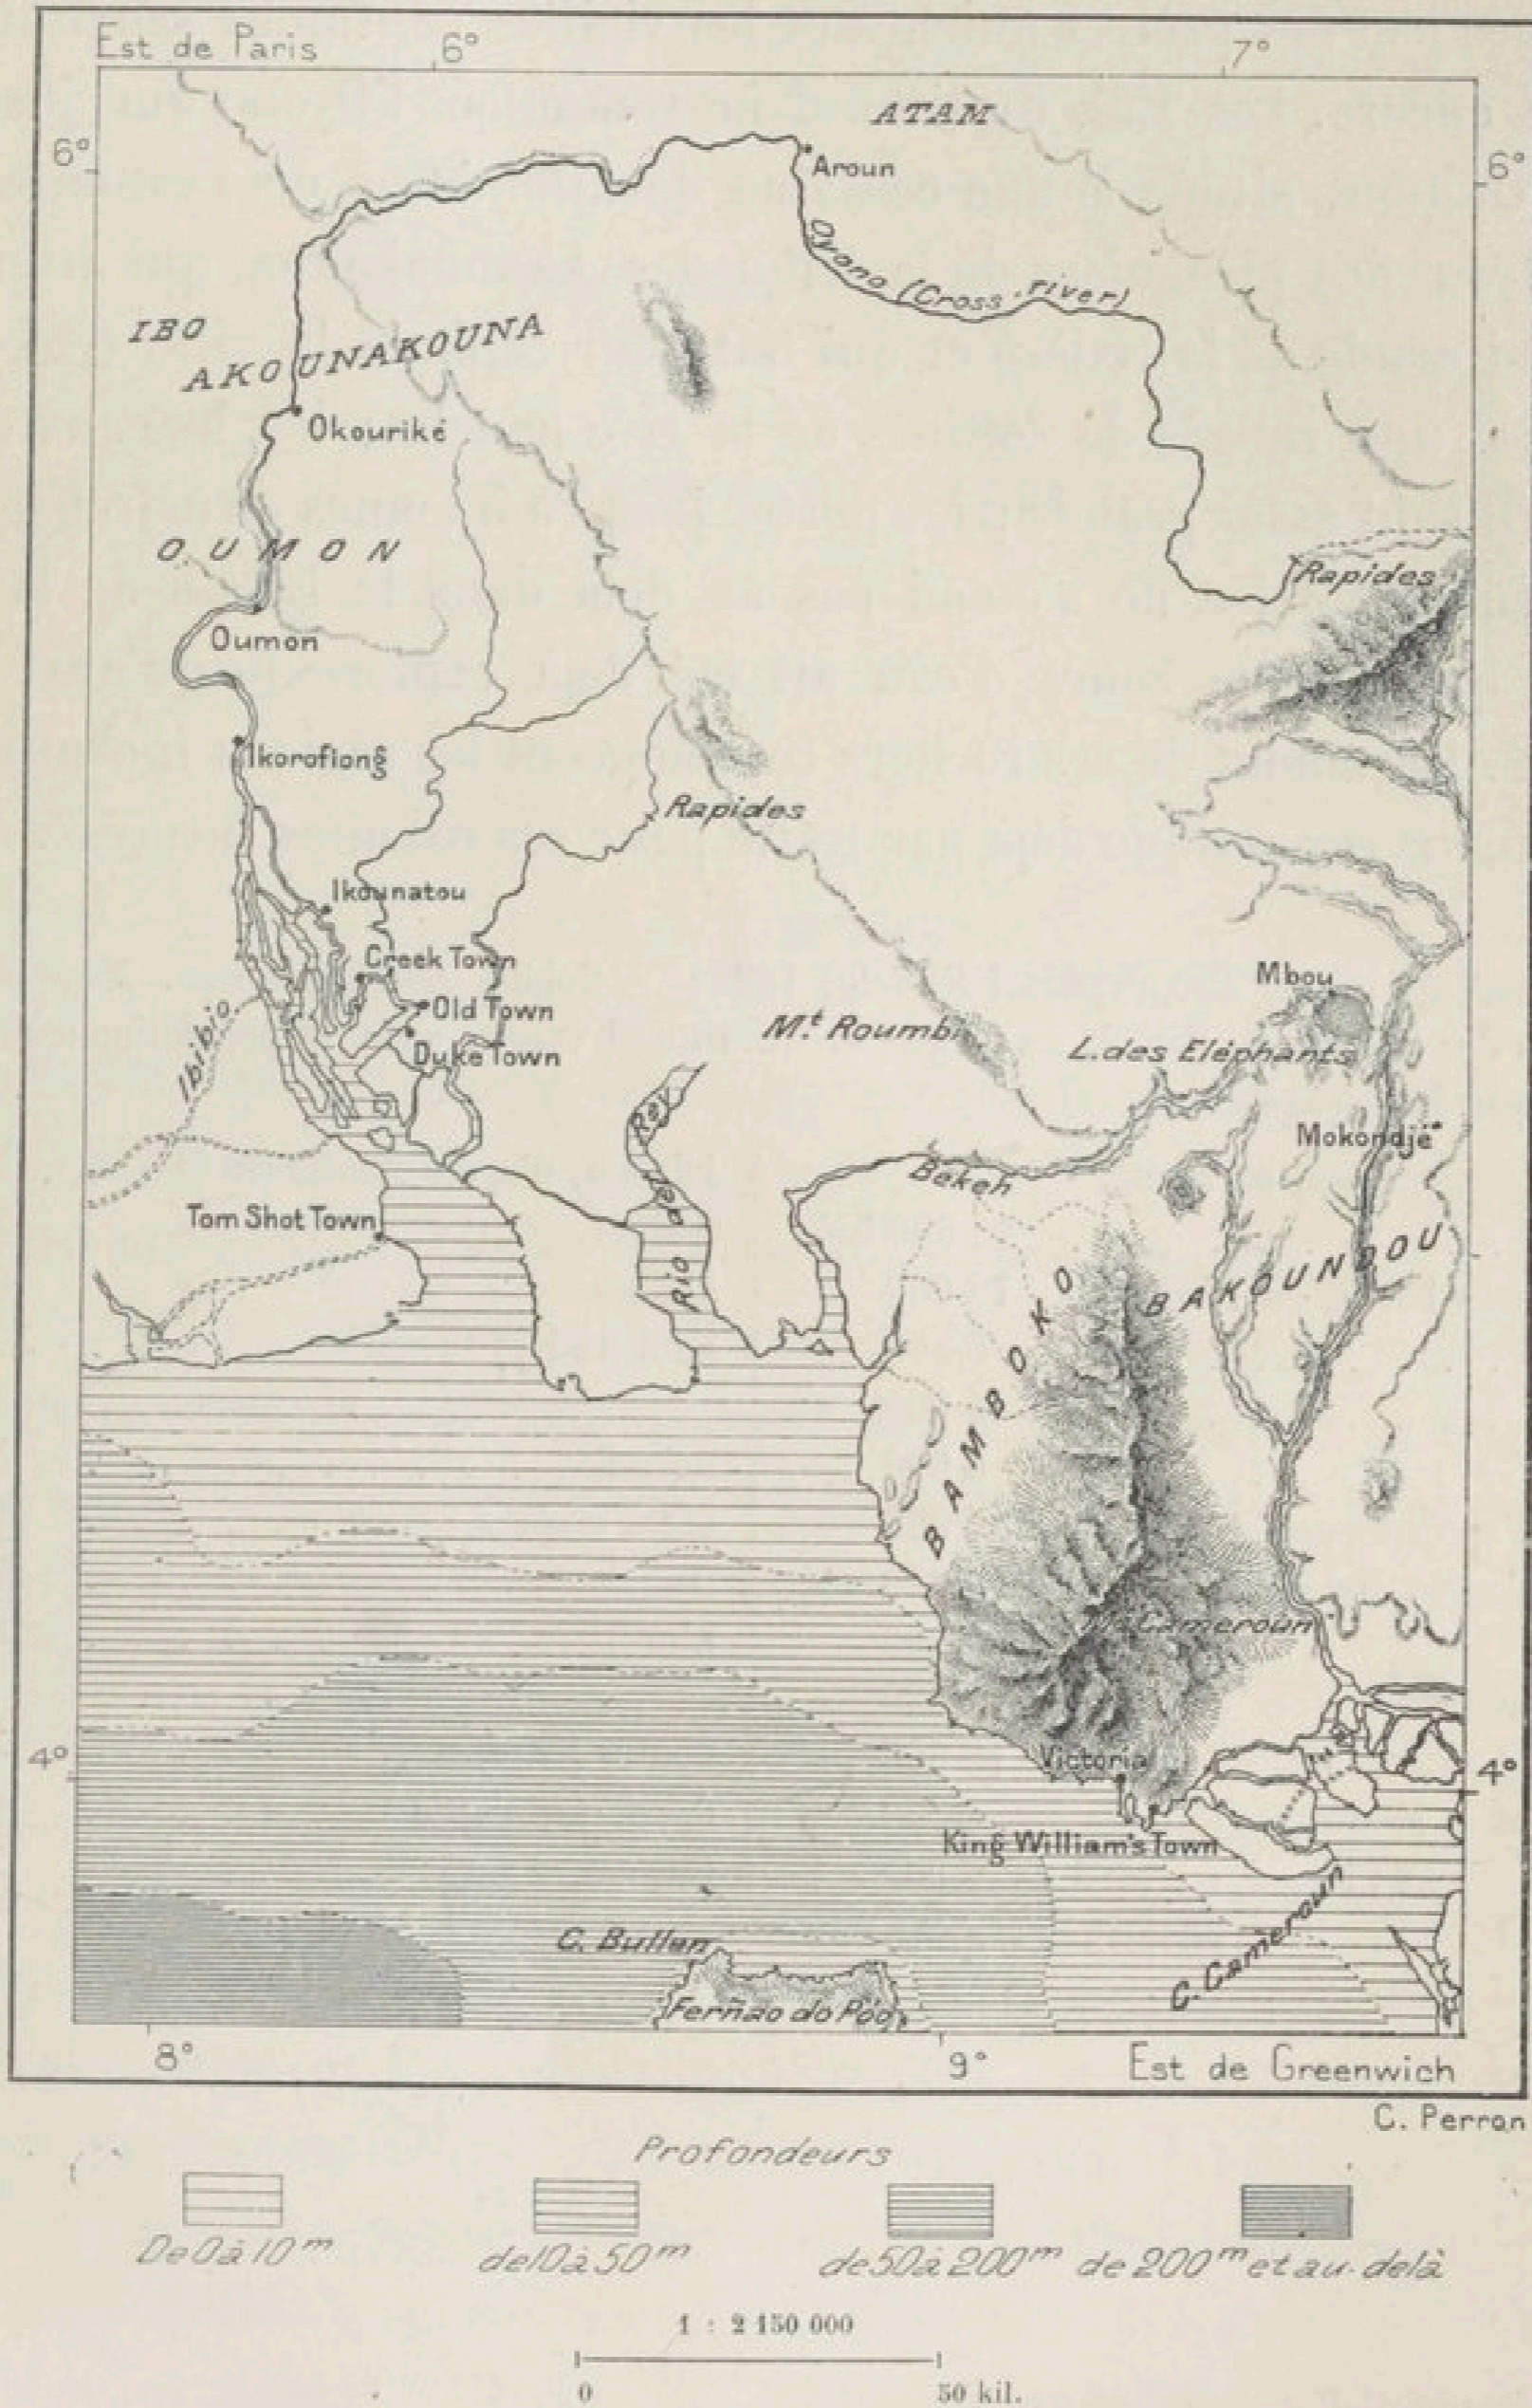 Est de Paris 6° 7°
ATAM
6° 6°
Aroun
Oyono (Cross-river)
IBO
AKOUNAKOUNA
Okouriké
OUMON
Rapides
Oumon
Ikorofiong
Rapides
Ikounatou
Creek Town
Mbou
Old Town
Mt Roumbi
Duke Town
L. des Eléphants
Ibibio
Rio del Rey
Mokondjé
Bekeh
Tom Shot Town
BAKOUNDOU
BAMBOKO
Mt Cameroun
4° 4°
Victoria
King William's Town
C. Cameroun
C. Bullen
Fernao do Póo
8° 9° Est de Greenwich
C. Perron
Profondeurs
De 0 à 10m de 10 à 50m de 50 à 200m de 200m et au-delà
1 : 2 150 000
0 50 kil.